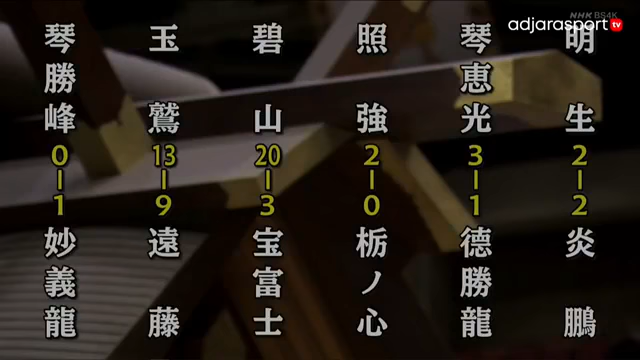 NHK BS4K
adjarasport tv
明生 2-2 炎鵬
琴恵光 3-1 徳勝龍
照強 2-0 栃ノ心
碧山 20-3 宝富士
玉鷲 13-9 遠藤
琴勝峰 0-1 妙義龍